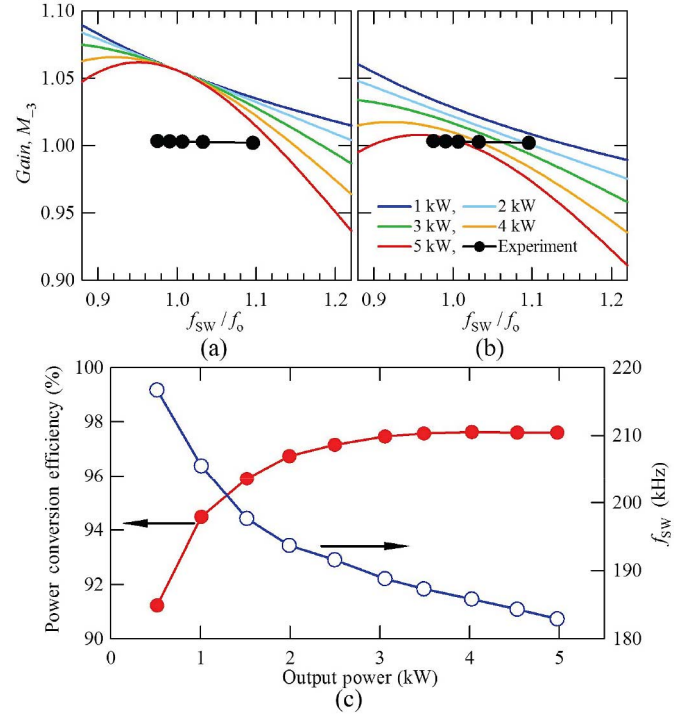 1.10
1.05
1.00
0.95
0.90
Gain, M_-3
0.9 1.0 1.1 1.2
f_SW / f_o
(a)
1 kW, 2 kW
3 kW, 4 kW
5 kW, Experiment
0.9 1.0 1.1 1.2
f_SW / f_o
(b)
100
98
96
94
92
90
Power conversion efficiency (%)
220
210
200
190
180
f_SW (kHz)
0 1 2 3 4 5
Output power (kW)
(c)